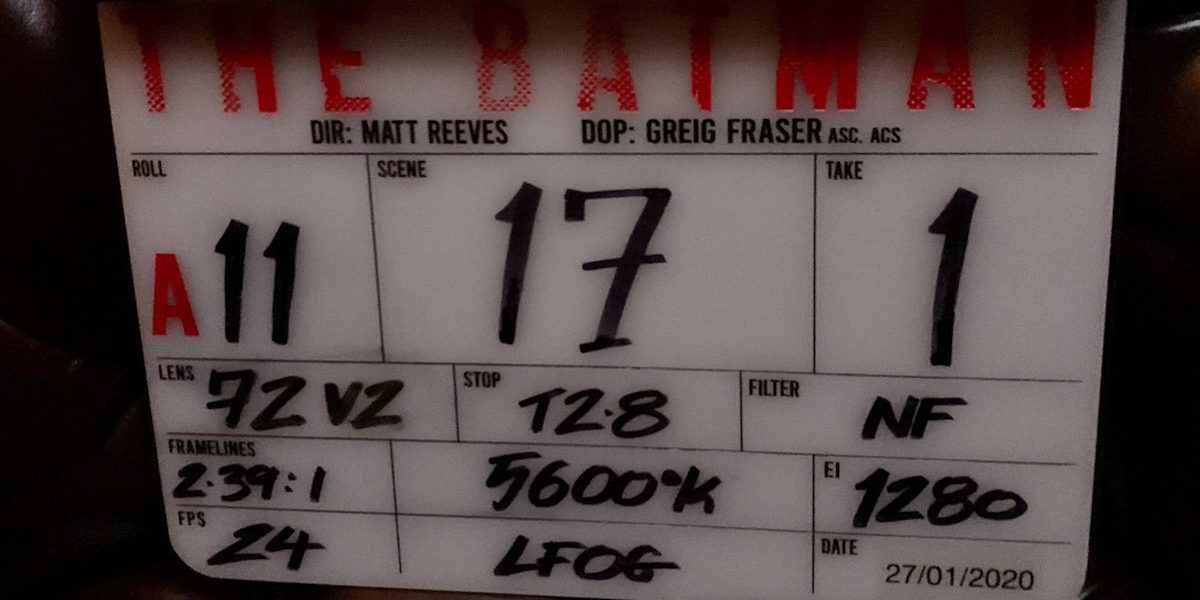 THE BATMAN
DIR: MATT REEVES DOP: GREIG FRASER ASC. ACS
ROLL SCENE TAKE
A 11 17 1
LENS 72 V2 STOP T2.8 FILTER NF
FRAMELINES 2.39:1 5600°K EI 1280
FPS 24 LFOG DATE 27/01/2020